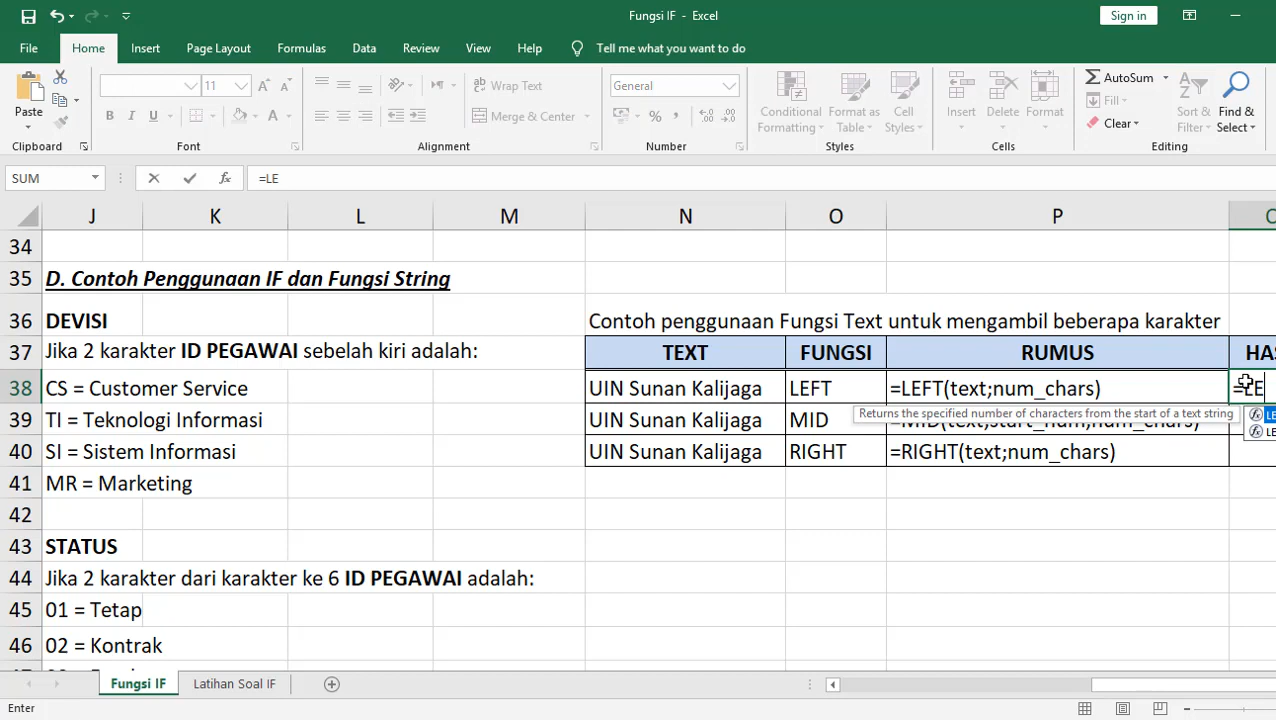 Fungsi IF - Excel
Sign in
File Home Insert Page Layout Formulas Data Review View Help Tell me what you want to do
Paste
11
Wrap Text
Merge & Center
General
Conditional Formatting
Format as Table
Cell Styles
Insert
Delete
Format
AutoSum
Fill
Clear
Sort & Filter
Find & Select
Clipboard Font Alignment Number Styles Cells Editing
SUM =LE
J K L M N O P
34
35 D. Contoh Penggunaan IF dan Fungsi String
36 DEVISI Contoh penggunaan Fungsi Text untuk mengambil beberapa karakter
37 Jika 2 karakter ID PEGAWAI sebelah kiri adalah: TEXT FUNGSI RUMUS
38 CS = Customer Service UIN Sunan Kalijaga LEFT =LEFT(text;num_chars) =LE
Returns the specified number of characters from the start of a text string
39 TI = Teknologi Informasi UIN Sunan Kalijaga MID =MID(text;start_num;num_chars)
40 SI = Sistem Informasi UIN Sunan Kalijaga RIGHT =RIGHT(text;num_chars)
41 MR = Marketing
42
43 STATUS
44 Jika 2 karakter dari karakter ke 6 ID PEGAWAI adalah:
45 01 = Tetap
46 02 = Kontrak
Fungsi IF Latihan Soal IF
Enter